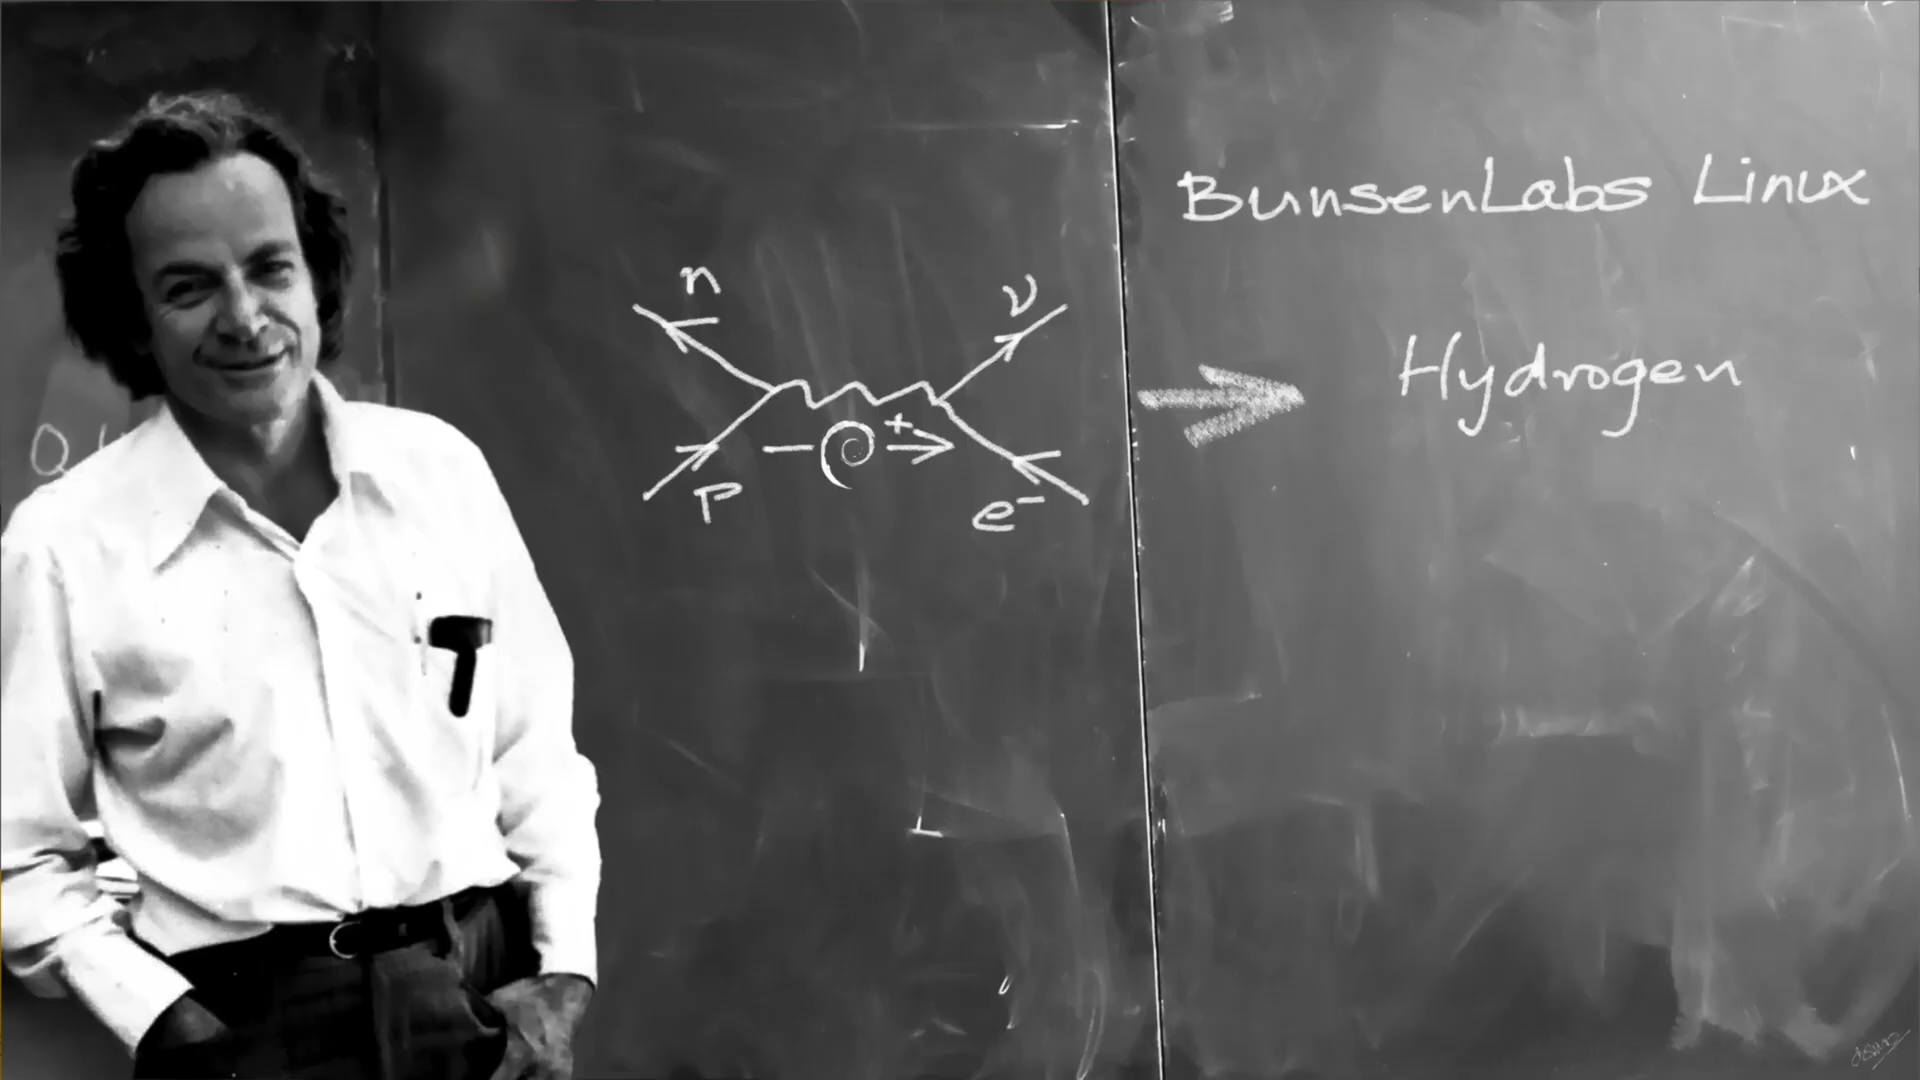 BunsenLabs Linux
n
ν
Hydrogen
+
Q
p
e⁻